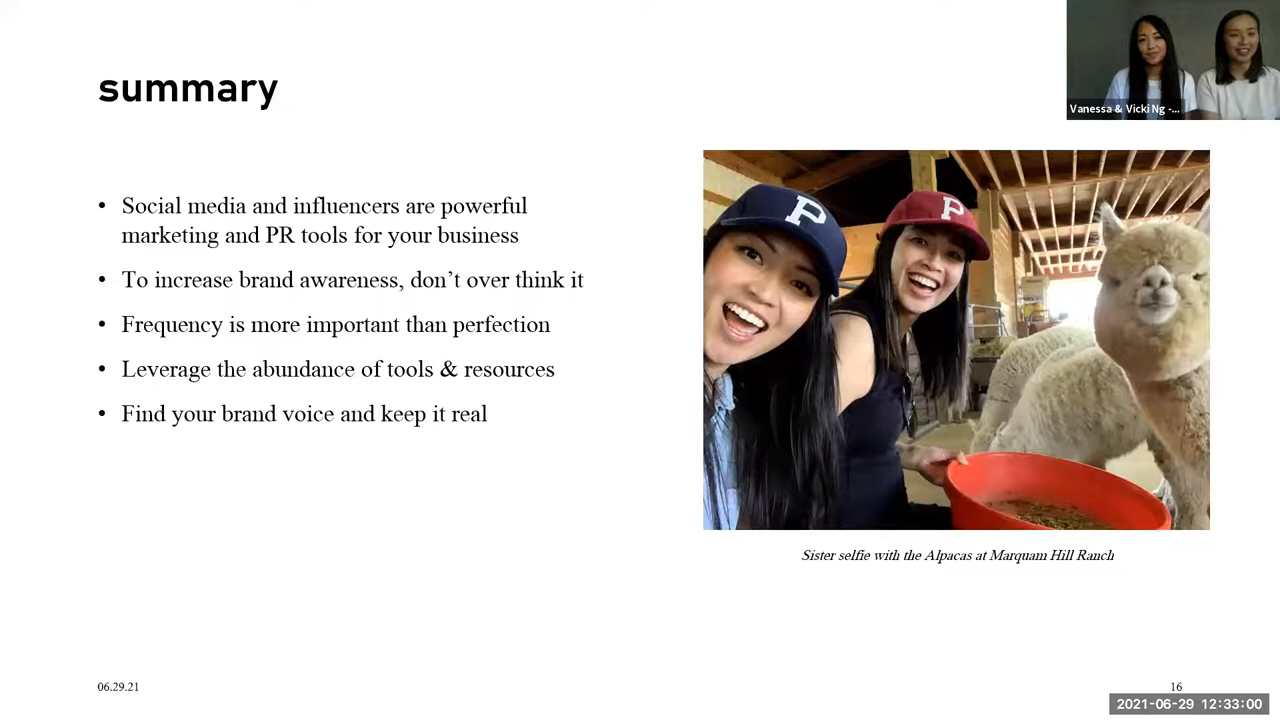 summary
Vanessa & Vicki Ng -...
• Social media and influencers are powerful
marketing and PR tools for your business
• To increase brand awareness, don’t over think it
• Frequency is more important than perfection
• Leverage the abundance of tools & resources
• Find your brand voice and keep it real
P
P
Sister selfie with the Alpacas at Marquam Hill Ranch
06.29.21
16
2021-06-29 12:33:00